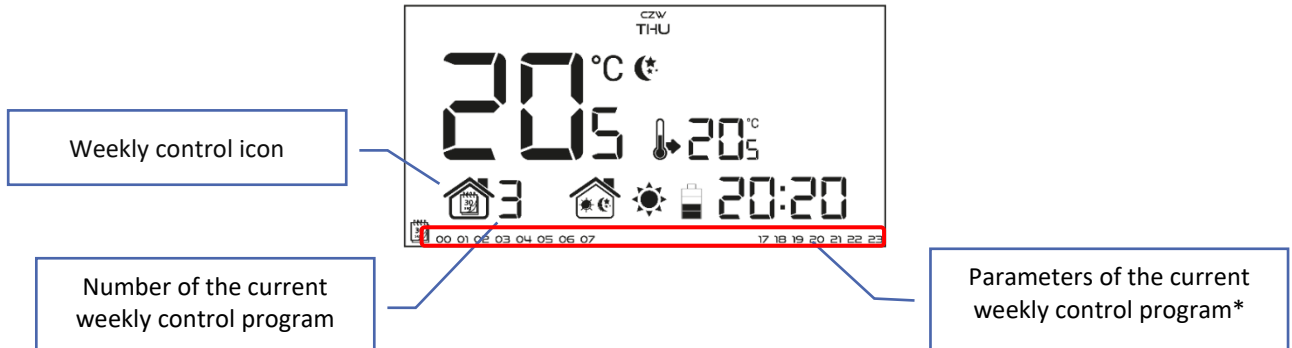 CZW
THU
20 5 °C
20 5 °C
Weekly control icon
30
3
20:20
30
00 01 02 03 04 05 06 07 17 18 19 20 21 22 23
Number of the current
weekly control program
Parameters of the current
weekly control program*